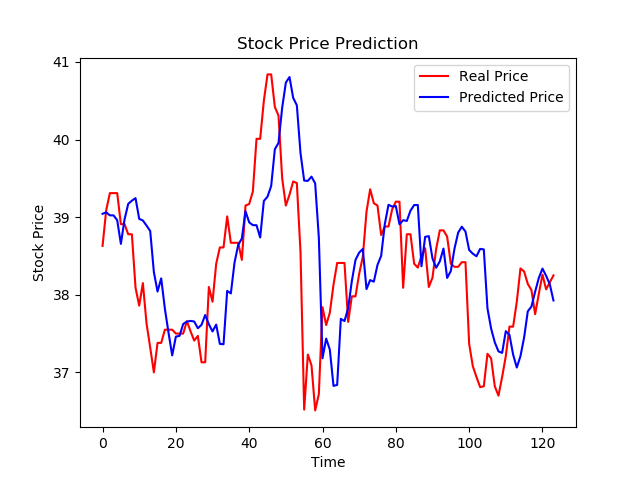 Stock Price Prediction
Real Price
Predicted Price
Stock Price
41
40
39
38
37
0 20 40 60 80 100 120
Time